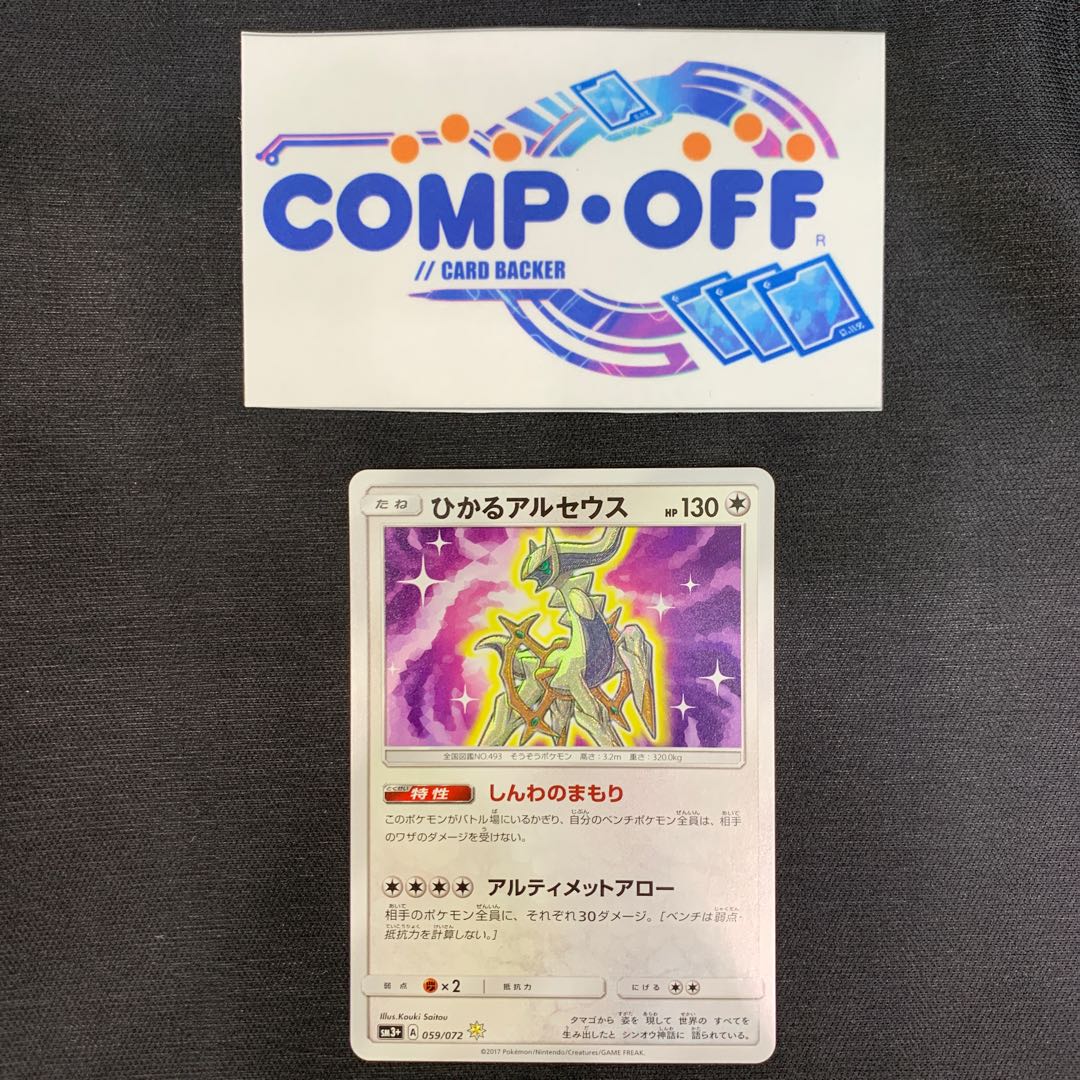 COMP・OFF
R
// CARD BACKER
たね ひかるアルセウス HP 130
全国図鑑NO.493 そうぞうポケモン 高さ:3.2m 重さ:320.0kg
とくせい
特性 しんわのまもり
このポケモンがバトル場にいるかぎり、自分のベンチポケモン全員は、相手
のワザのダメージを受けない。
アルティメットアロー
相手のポケモン全員に、それぞれ30ダメージ。[ベンチは弱点・
抵抗力を計算しない。]
弱点 ×2 抵抗力 にげる
Illus.Kouki Saitou
SM3+ A 059/072
タマゴから 姿を 現して 世界の すべてを
生み出したと シンオウ神話に 語られている。
©2017 Pokémon/Nintendo/Creatures/GAME FREAK.